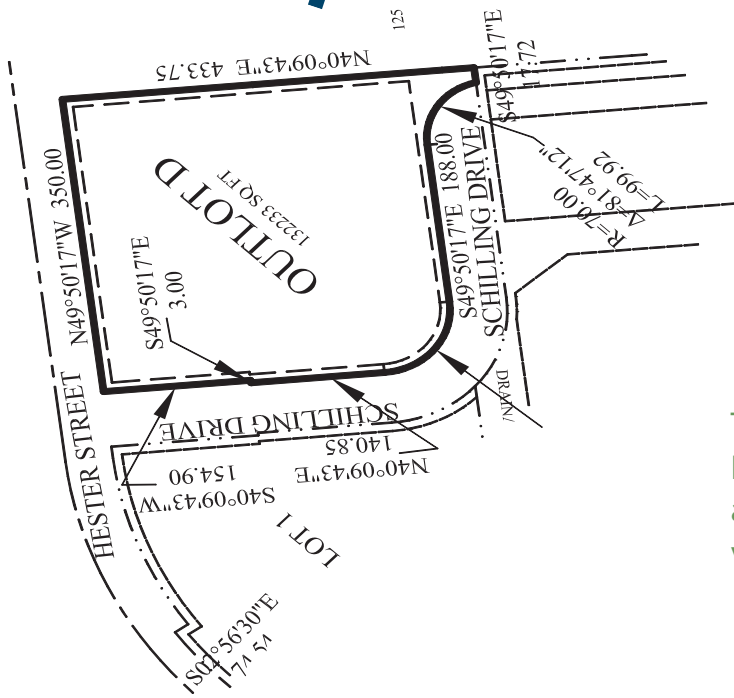 125
N40°09'43"E 433.75
S49°50'17"E
17.72
N49°50'17"W 350.00
OUTLOT D
132233 SQ FT
S49°50'17"E
3.00
S49°50'17"E 188.00
SCHILLING DRIVE
R=70.00
Δ=81°47'12"
L=99.92
HESTER STREET
SCHILLING DRIVE
DRAIN/
140.85
N40°09'43"E
154.90
S40°09'43"W
LOT 1
S02°56'30"E